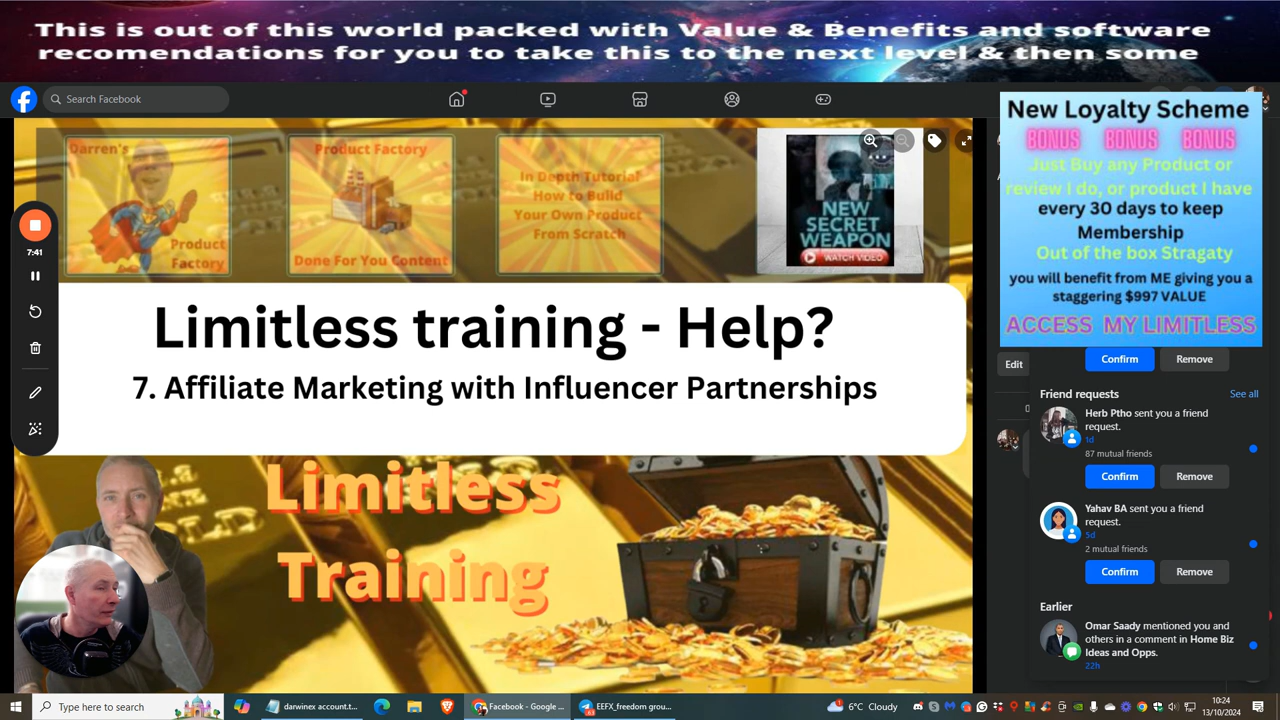 This is out of this world packed with Value & Benefits and software
recomendations for you to take this to the next level & then some
Search Facebook
New Loyalty Scheme
BONUS BONUS BONUS
Just Buy any Product or
review I do, or product I have
every 30 days to keep
Membership
Out of the box Stragaty
you will benefit from ME giving you a
staggering $997 VALUE
ACCESS MY LIMITLESS
Darren's
Product
Factory
Product Factory
Done For You Content
In Depth Tutorial
How to Build
Your Own Product
From Scratch
NEW
SECRET
WEAPON
WATCH VIDEO
7:41
Limitless training - Help?
7. Affiliate Marketing with Influencer Partnerships
Limitless
Training
Edit
Confirm Remove
Friend requests See all
Herb Ptho sent you a friend
request.
1d
87 mutual friends
Confirm Remove
Yahav BA sent you a friend
request.
5d
2 mutual friends
Confirm Remove
Earlier
Omar Saady mentioned you and
others in a comment in Home Biz
Ideas and Opps.
22h
Type here to search
darwinex account.t...
Facebook - Google ...
EEFX_freedom grou...
6°C Cloudy
10:24
13/10/2024